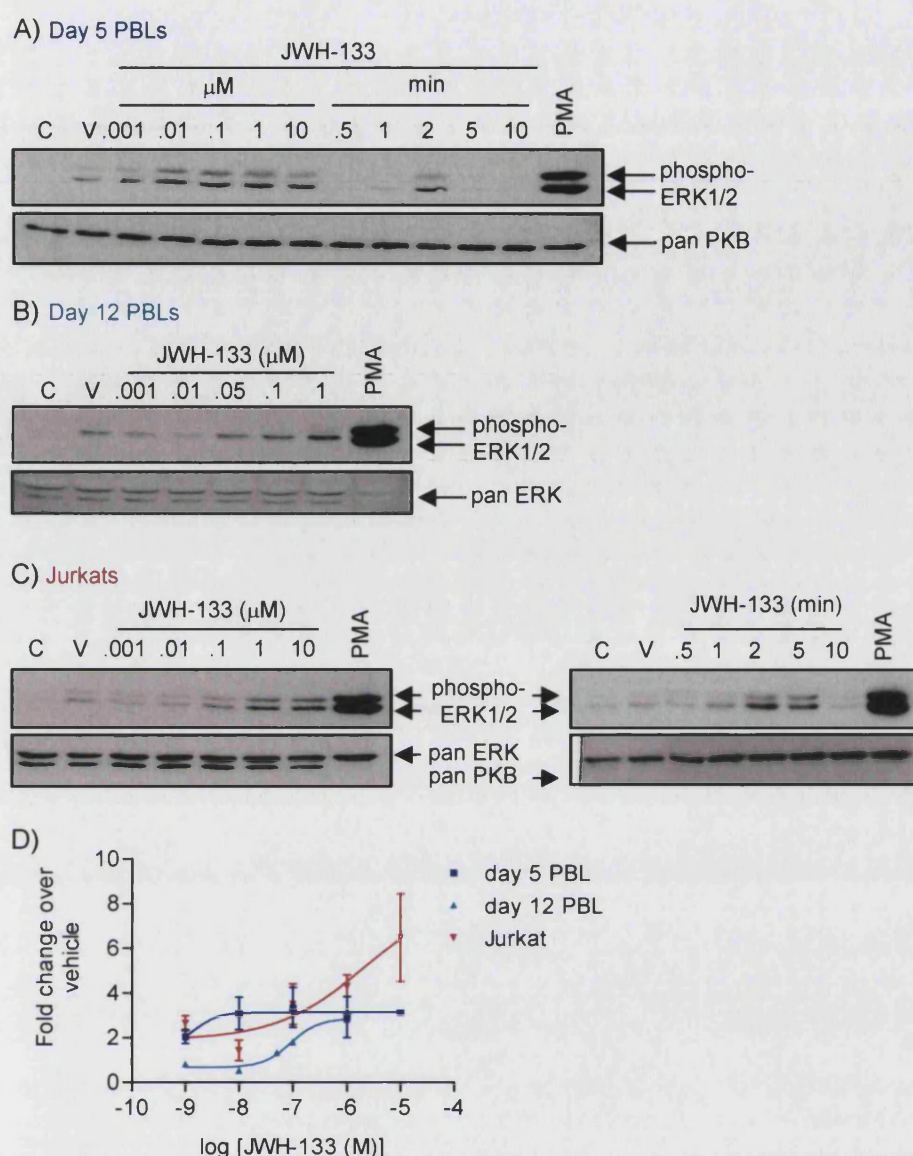 A) Day 5 PBLs
JWH-133
µM min
C V .001 .01 .1 1 10 .5 1 2 5 10 PMA
phospho-
ERK1/2
pan PKB
B) Day 12 PBLs
JWH-133 (µM)
C V .001 .01 .05 .1 1 PMA
phospho-
ERK1/2
pan ERK
C) Jurkats
JWH-133 (µM) JWH-133 (min)
C V .001 .01 .1 1 10 PMA C V .5 1 2 5 10 PMA
phospho-
ERK1/2
pan ERK
pan PKB
D)
Fold change over
vehicle
10
8
6
4
2
0
-10 -9 -8 -7 -6 -5 -4
log [JWH-133 (M)]
day 5 PBL
day 12 PBL
Jurkat